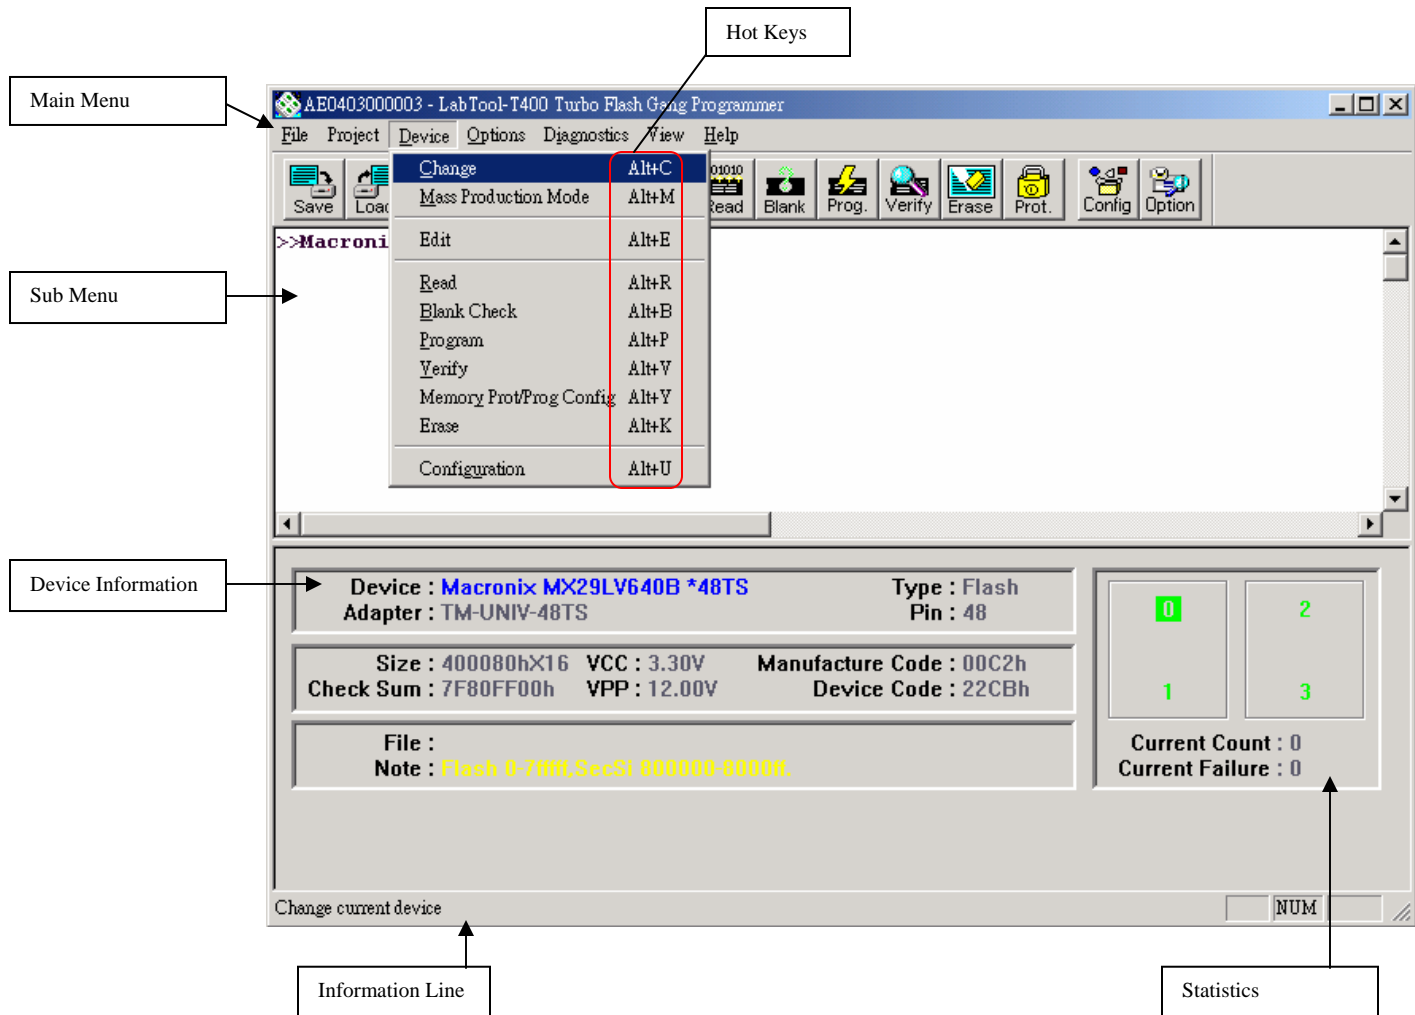 Hot Keys
Main Menu
AE0403000003 - LabTool-T400 Turbo Flash Gang Programmer
File Project Device Options Diagnostics View Help
Save Load Read Blank Prog. Verify Erase Prot. Config Option
Change Alt+C
Mass Production Mode Alt+M
>>Macroni
Edit Alt+E
Sub Menu
Read Alt+R
Blank Check Alt+B
Program Alt+P
Verify Alt+V
Memory Prot/Prog Config Alt+Y
Erase Alt+K
Configuration Alt+U
Device Information
Device : Macronix MX29LV640B *48TS Type : Flash
Adapter : TM-UNIV-48TS Pin : 48
Size : 400080hX16 VCC : 3.30V Manufacture Code : 00C2h
Check Sum : 7F80FF00h VPP : 12.00V Device Code : 22CBh
File :
Note : Flash 0-7fffff,SecSi 800000-8000ff.
0 2
1 3
Current Count : 0
Current Failure : 0
Change current device NUM
Information Line
Statistics